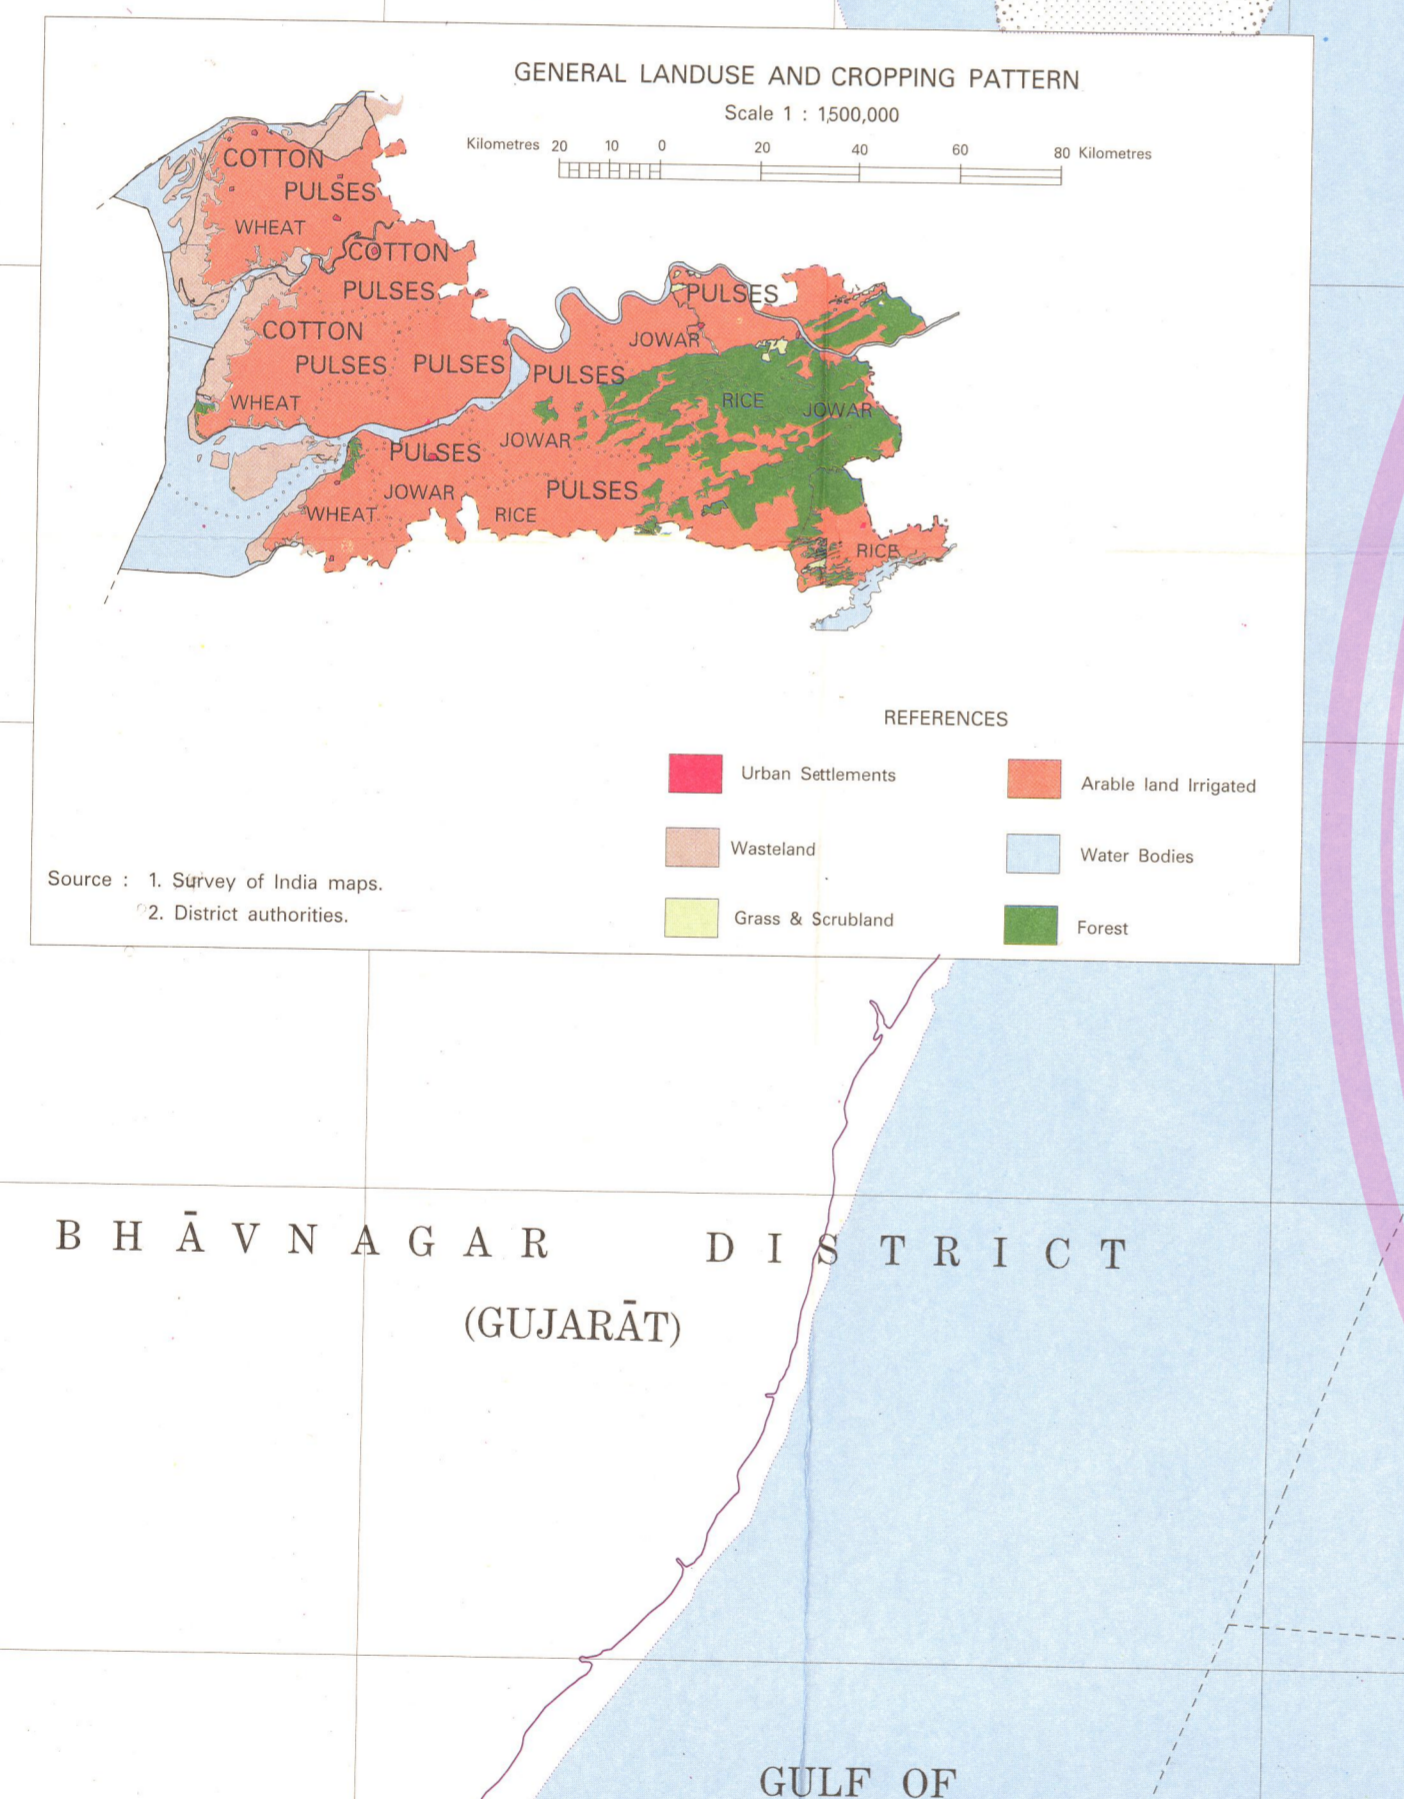 GENERAL LANDUSE AND CROPPING PATTERN
Scale 1 : 1,500,000
Kilometres 20 10 0 20 40 60 80 Kilometres
COTTON
PULSES
WHEAT
COTTON
PULSES
PULSES
COTTON
JOWAR
PULSES
PULSES
PULSES
WHEAT
RICE
JOWAR
JOWAR
PULSES
JOWAR
PULSES
WHEAT
RICE
RICE
REFERENCES
Urban Settlements
Arable land Irrigated
Wasteland
Water Bodies
Grass & Scrubland
Forest
Source : 1. Survey of India maps.
2. District authorities.
BHĀVNAGAR DISTRICT
(GUJARĀT)
GULF OF